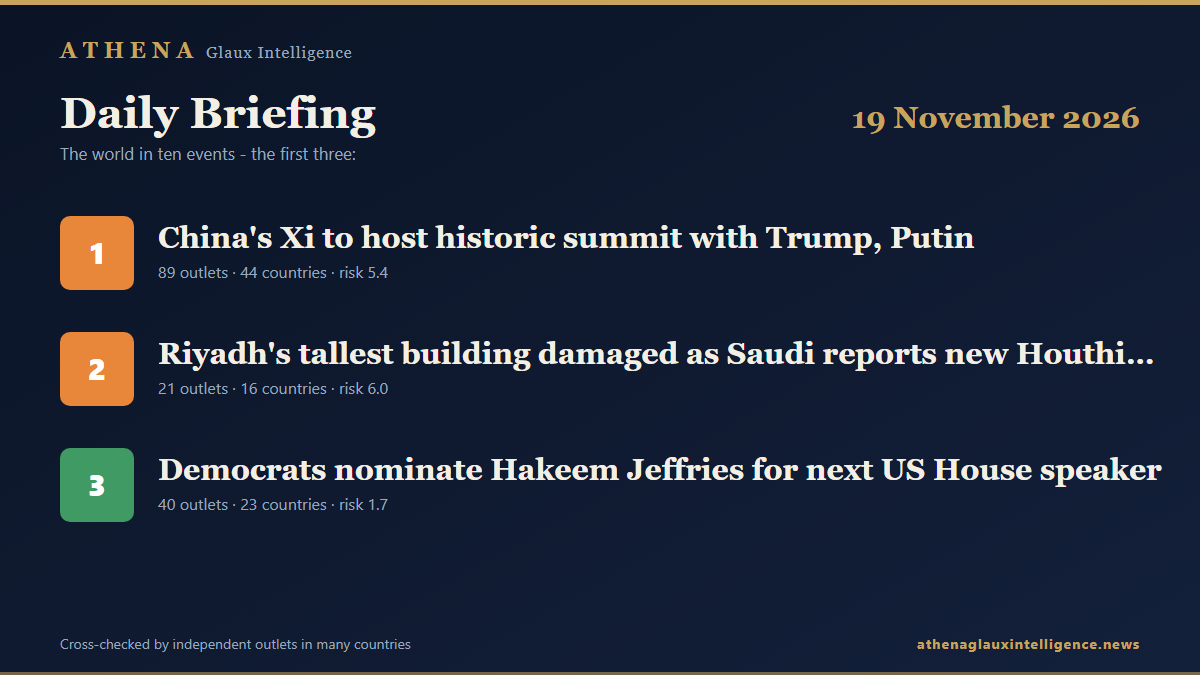 ATHENA Glaux Intelligence
Daily Briefing
19 November 2026
The world in ten events - the first three:
1
China's Xi to host historic summit with Trump, Putin
89 outlets · 44 countries · risk 5.4
2
Riyadh's tallest building damaged as Saudi reports new Houthi...
21 outlets · 16 countries · risk 6.0
3
Democrats nominate Hakeem Jeffries for next US House speaker
40 outlets · 23 countries · risk 1.7
Cross-checked by independent outlets in many countries
athenaglauxintelligence.news